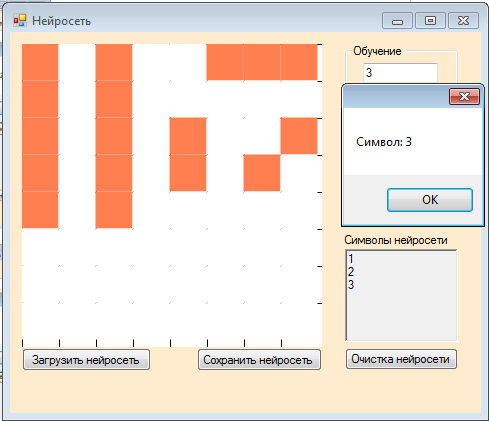 Нейросеть
Обучение
3
Символ: 3
OK
Символы нейросети
1
2
3
Загрузить нейросеть
Сохранить нейросеть
Очистка нейросети